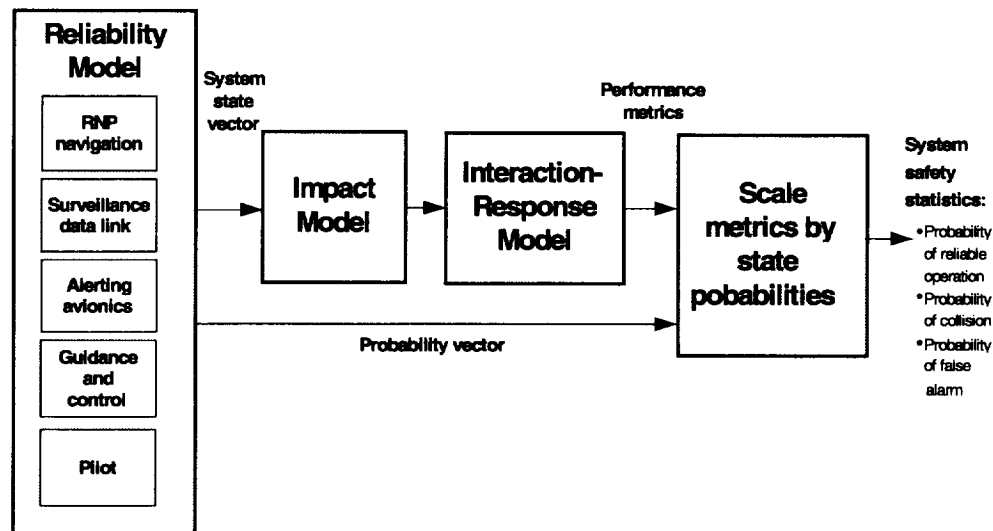 Reliability
Model
RNP
navigation
Surveillance
data link
Alerting
avionics
Guidance
and
control
Pilot
System
state
vector
Impact
Model
Interaction-
Response
Model
Performance
metrics
Probability vector
Scale
metrics by
state
pobabilities
System
safety
statistics:
•Probability
of reliable
operation
•Probability
of collision
•Probability
of false
alarm